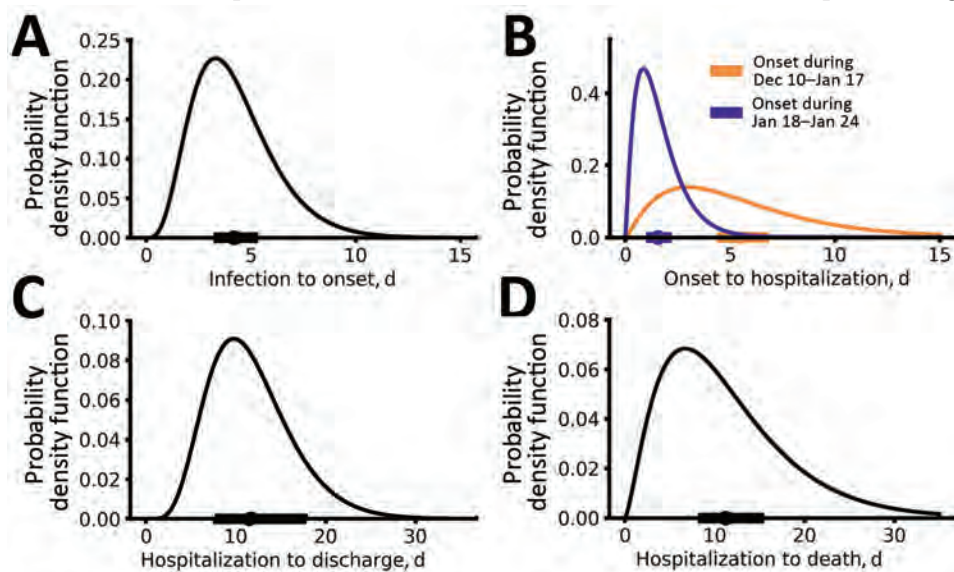 A
Probability
density function
0.25
0.20
0.15
0.10
0.05
0.00
0
5
10
15
Infection to onset, d
B
Probability
density function
0.4
0.2
0.0
0
5
10
15
Onset to hospitalization, d
Onset during
Dec 10–Jan 17
Onset during
Jan 18–Jan 24
C
Probability
density function
0.10
0.08
0.06
0.04
0.02
0.00
0
10
20
30
Hospitalization to discharge, d
D
Probability
density function
0.08
0.06
0.04
0.02
0.00
0
10
20
30
Hospitalization to death, d